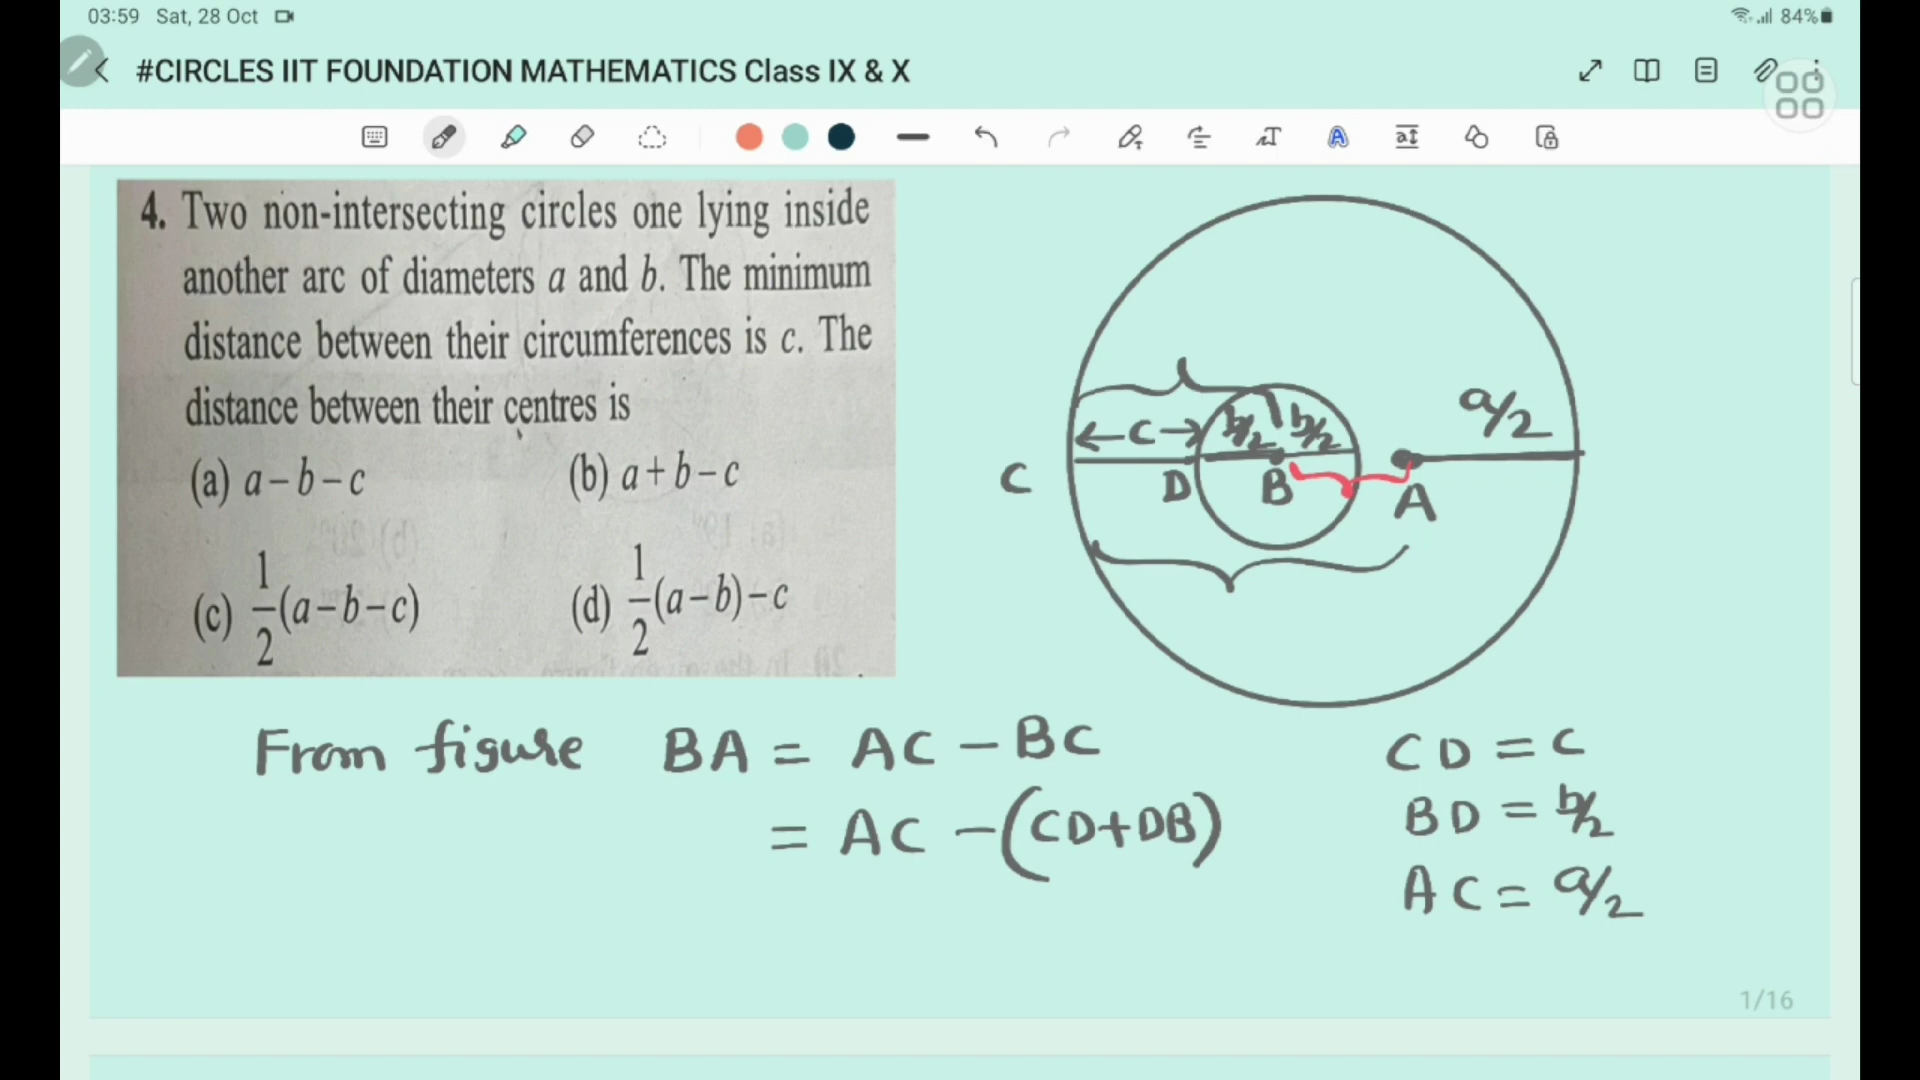 03:59 Sat, 28 Oct
84%
#CIRCLES IIT FOUNDATION MATHEMATICS Class IX & X
4. Two non-intersecting circles one lying inside
another arc of diameters a and b. The minimum
distance between their circumferences is c. The
distance between their centres is
(a) a – b – c (b) a + b – c
(c) 1/2 (a – b – c) (d) 1/2 (a – b) – c
a/2
c b/2 b/2
C D B A
From figure BA = AC – BC
= AC – (CD+DB)
CD = c
BD = b/2
AC = a/2
1/16